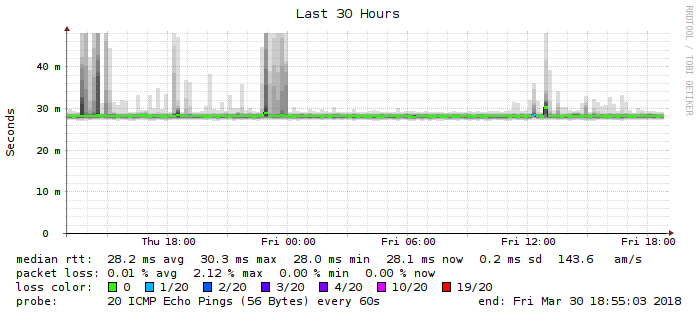 Last 30 Hours
RRDTOOL / TOBI OETIKER
Seconds
40 m
30 m
20 m
10 m
0
Thu 18:00 Fri 00:00 Fri 06:00 Fri 12:00 Fri 18:00
median rtt: 28.2 ms avg 30.3 ms max 28.0 ms min 28.1 ms now 0.2 ms sd 143.6 am/s
packet loss: 0.01 % avg 2.12 % max 0.00 % min 0.00 % now
loss color: 0 1/20 2/20 3/20 4/20 10/20 19/20
probe: 20 ICMP Echo Pings (56 Bytes) every 60s end: Fri Mar 30 18:55:03 2018